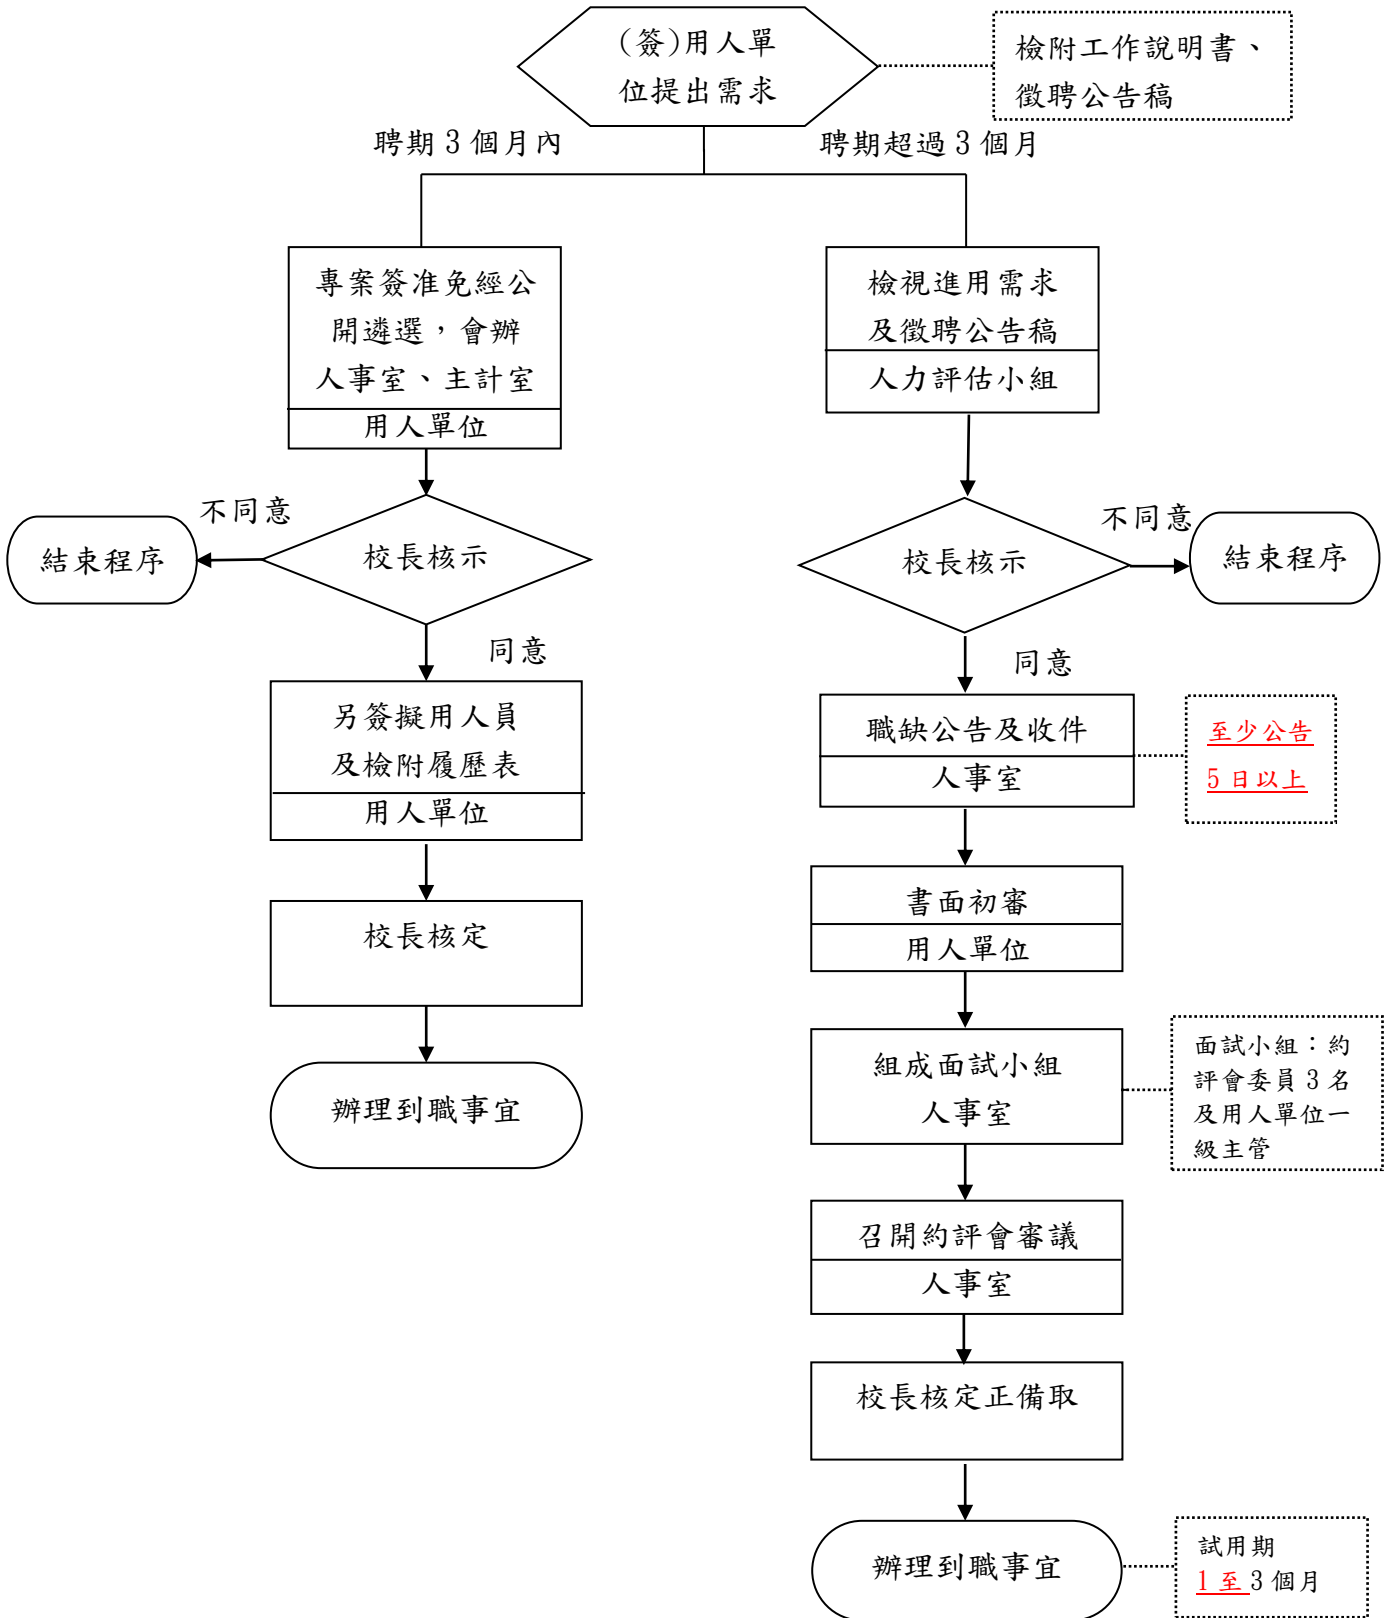 (簽)用人單
位提出需求
檢附工作說明書、
徵聘公告稿
聘期 3 個月內
聘期超過 3 個月
專案簽准免經公
開遴選，會辦
人事室、主計室
用人單位
檢視進用需求
及徵聘公告稿
人力評估小組
不同意
結束程序
校長核示
校長核示
不同意
結束程序
同意
同意
另簽擬用人員
及檢附履歷表
用人單位
職缺公告及收件
人事室
至少公告
5 日以上
校長核定
書面初審
用人單位
組成面試小組
人事室
面試小組：約
評會委員 3 名
及用人單位一
級主管
辦理到職事宜
召開約評會審議
人事室
校長核定正備取
辦理到職事宜
試用期
1 至 3 個月